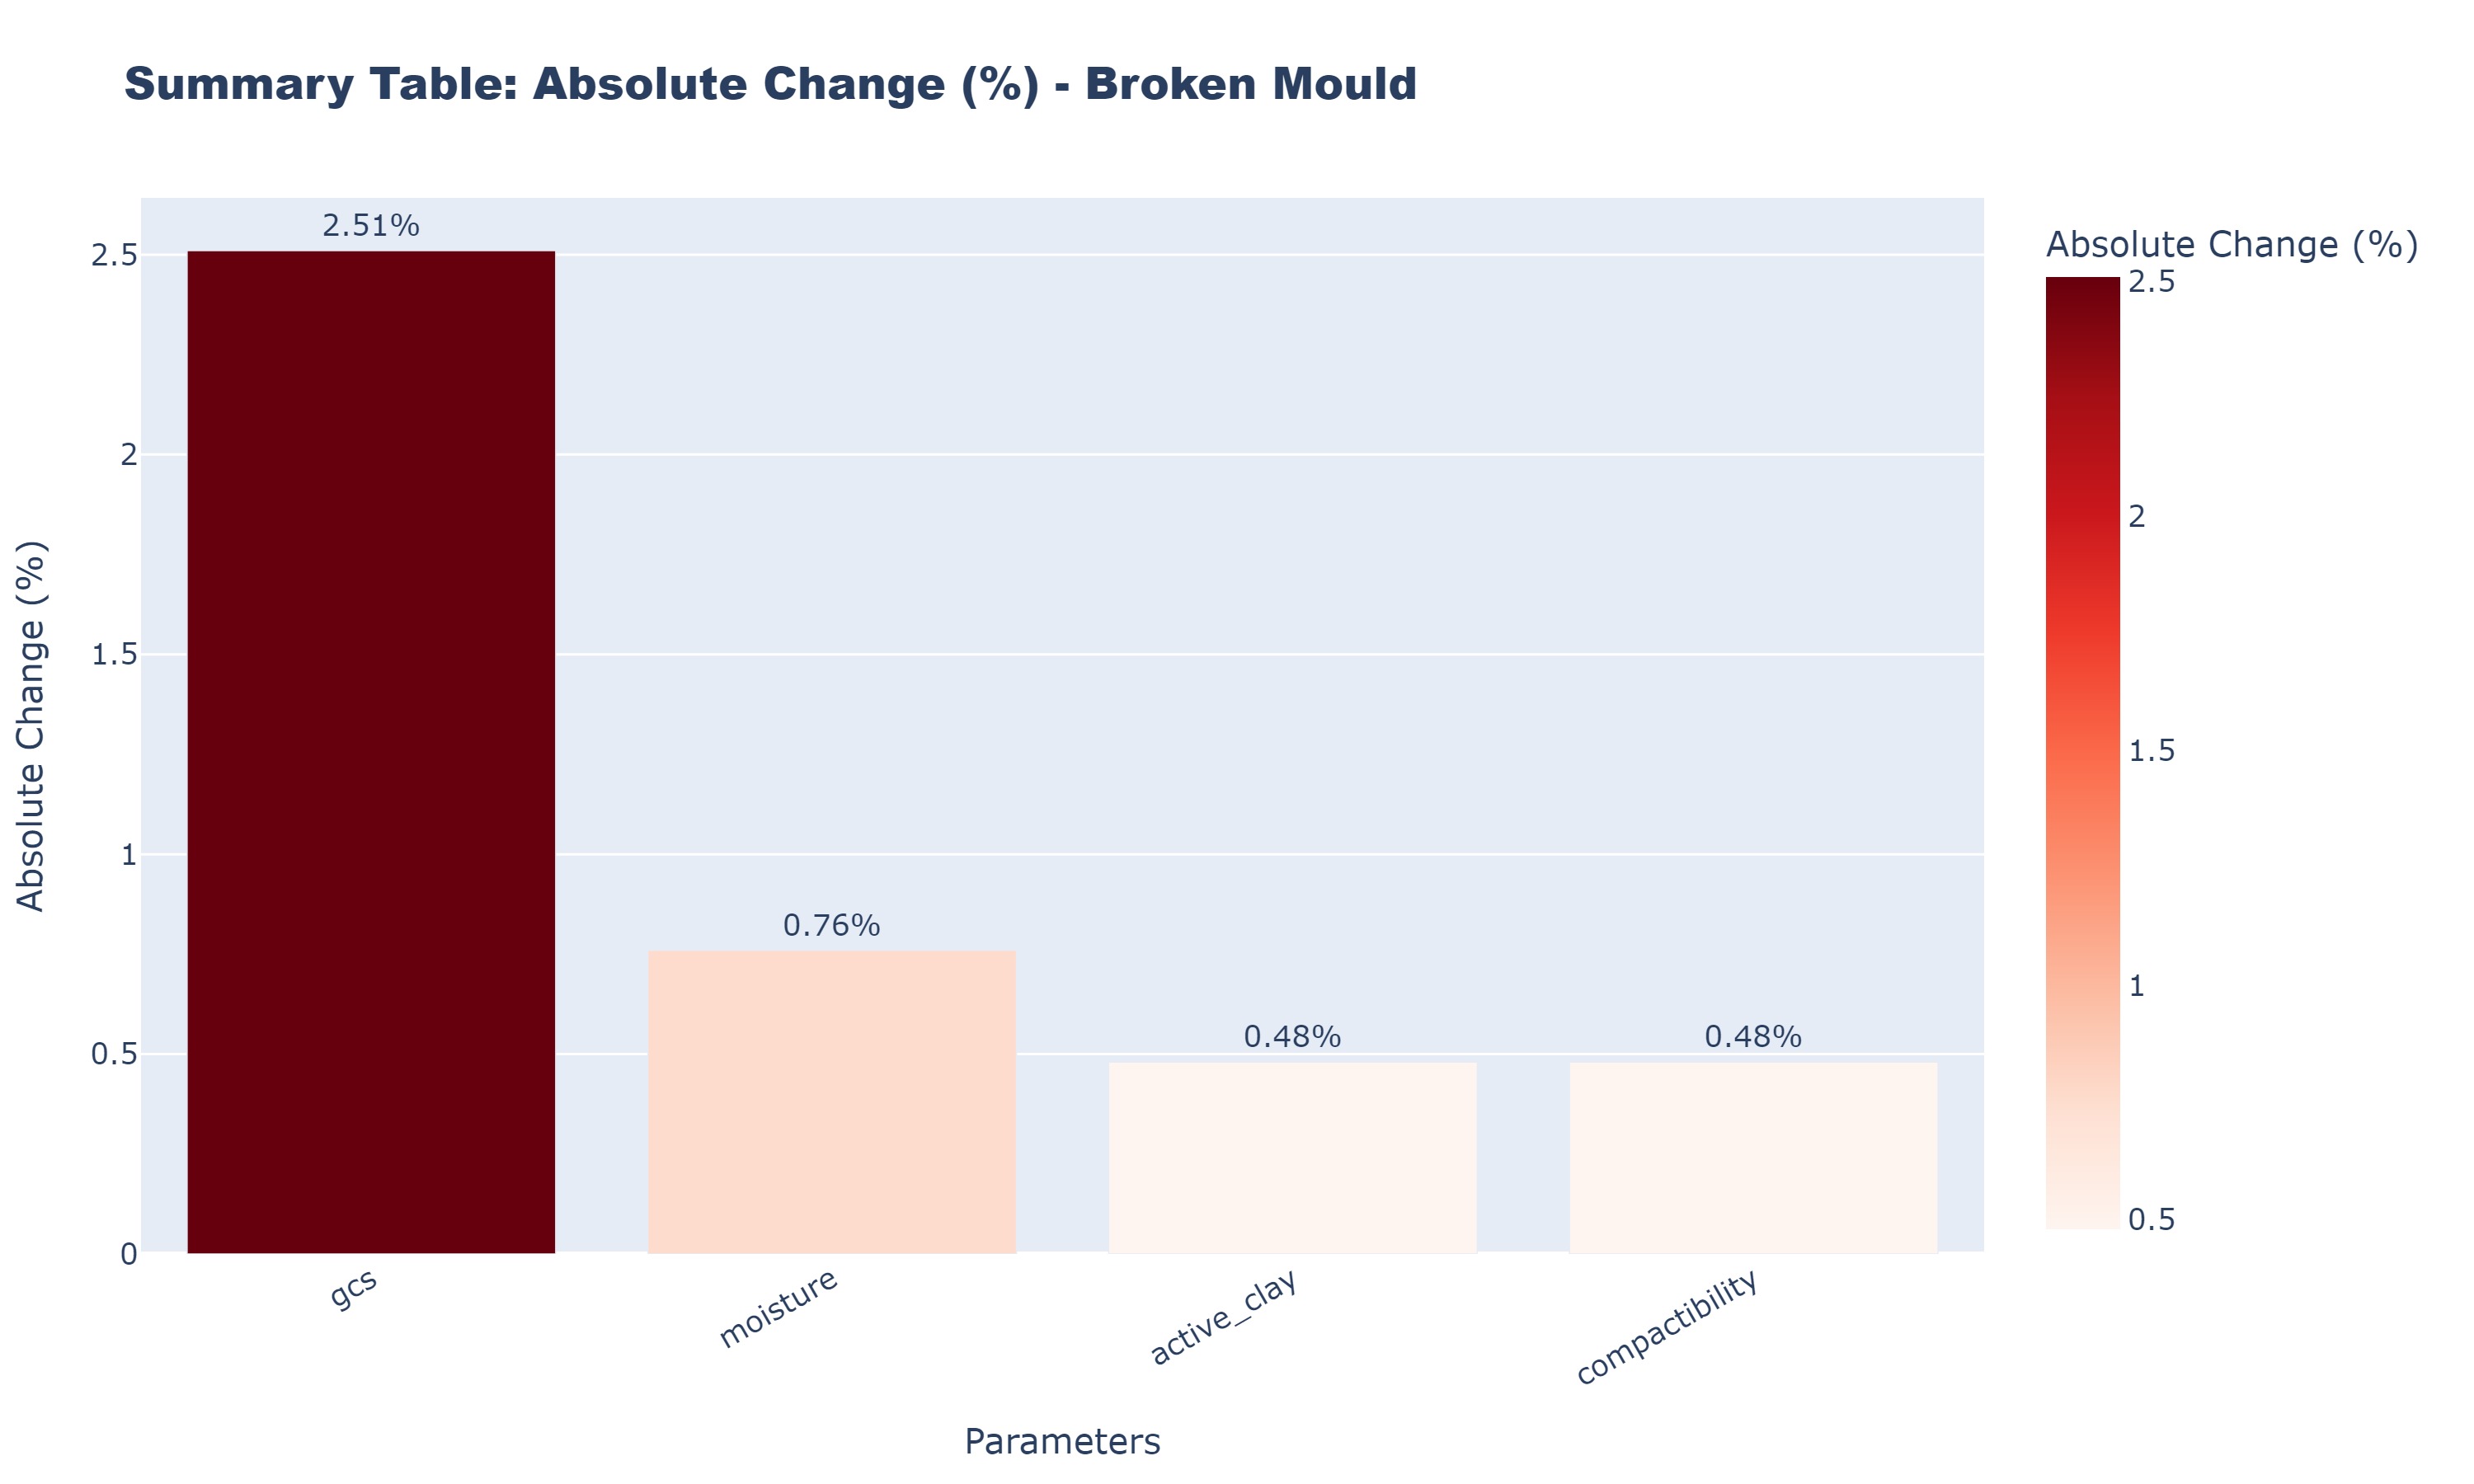 Summary Table: Absolute Change (%) - Broken Mould
Absolute Change (%)
2.5
2
1.5
1
0.5
0
2.51%
0.76%
0.48%
0.48%
gcs
moisture
active_clay
compactibility
Parameters
Absolute Change (%)
2.5
2
1.5
1
0.5